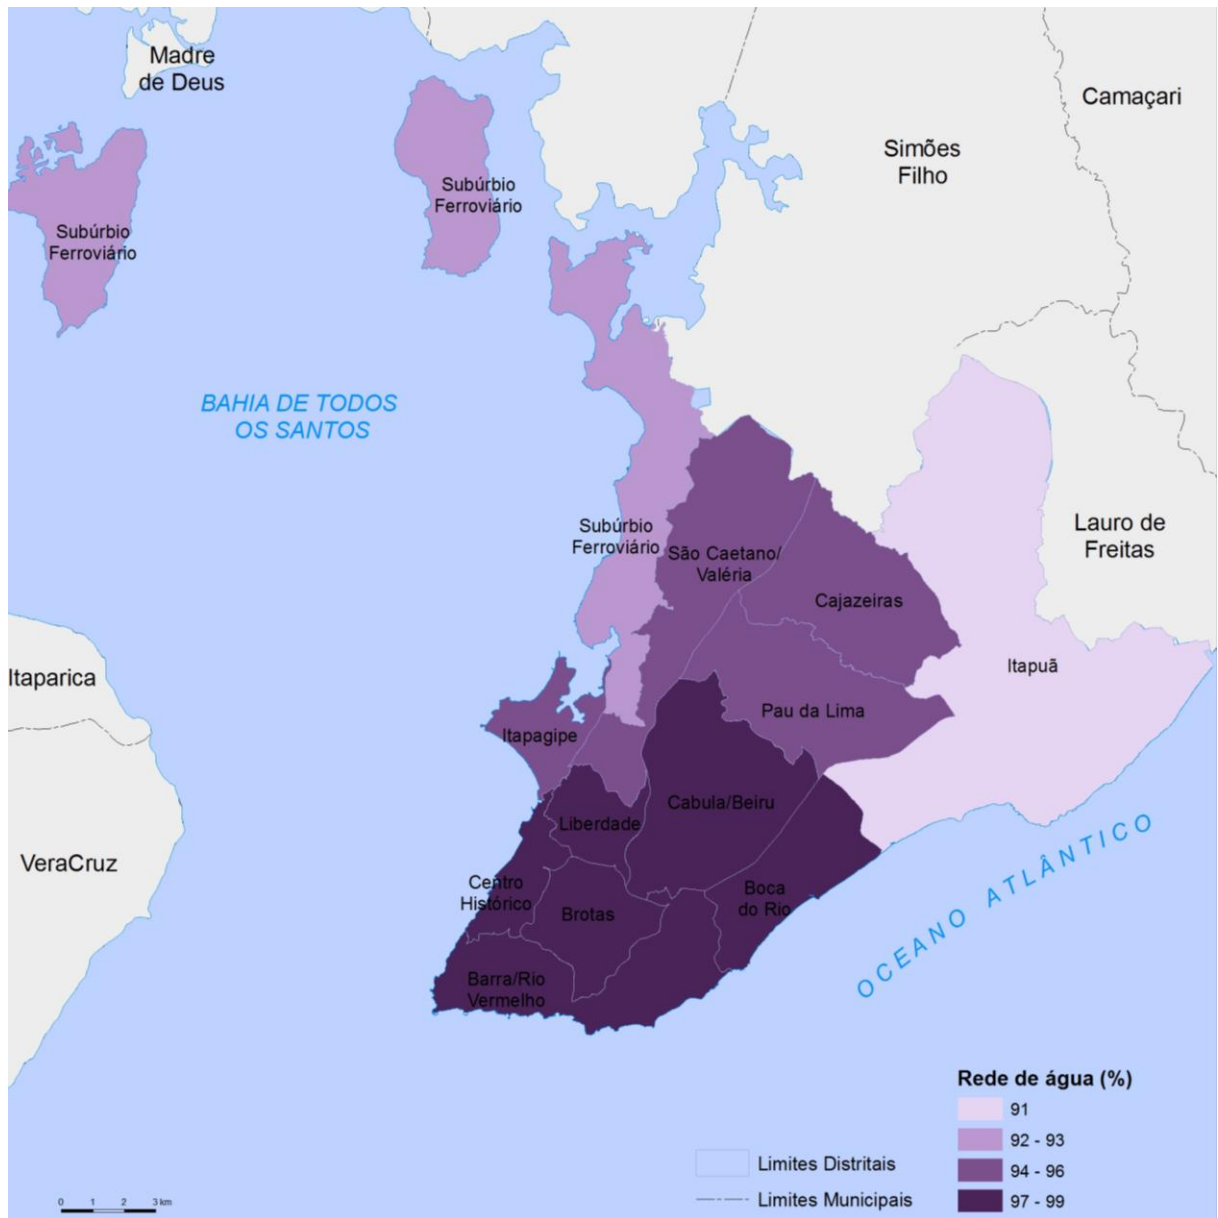 Madre
de Deus
Camaçari
Simões
Filho
Subúrbio
Ferroviário
Subúrbio
Ferroviário
BAHIA DE TODOS
OS SANTOS
Subúrbio
Ferroviário
São Caetano/
Valéria
Lauro de
Freitas
Cajazeiras
Itaparica
Itapuã
Pau da Lima
Itapagipe
Cabula/Beiru
Liberdade
VeraCruz
Centro
Histórico
Boca
do Rio
Brotas
OCEANO ATLÂNTICO
Barra/Rio
Vermelho
Rede de água (%)
91
92 - 93
94 - 96
97 - 99
Limites Distritais
Limites Municipais
0 1 2 3 km